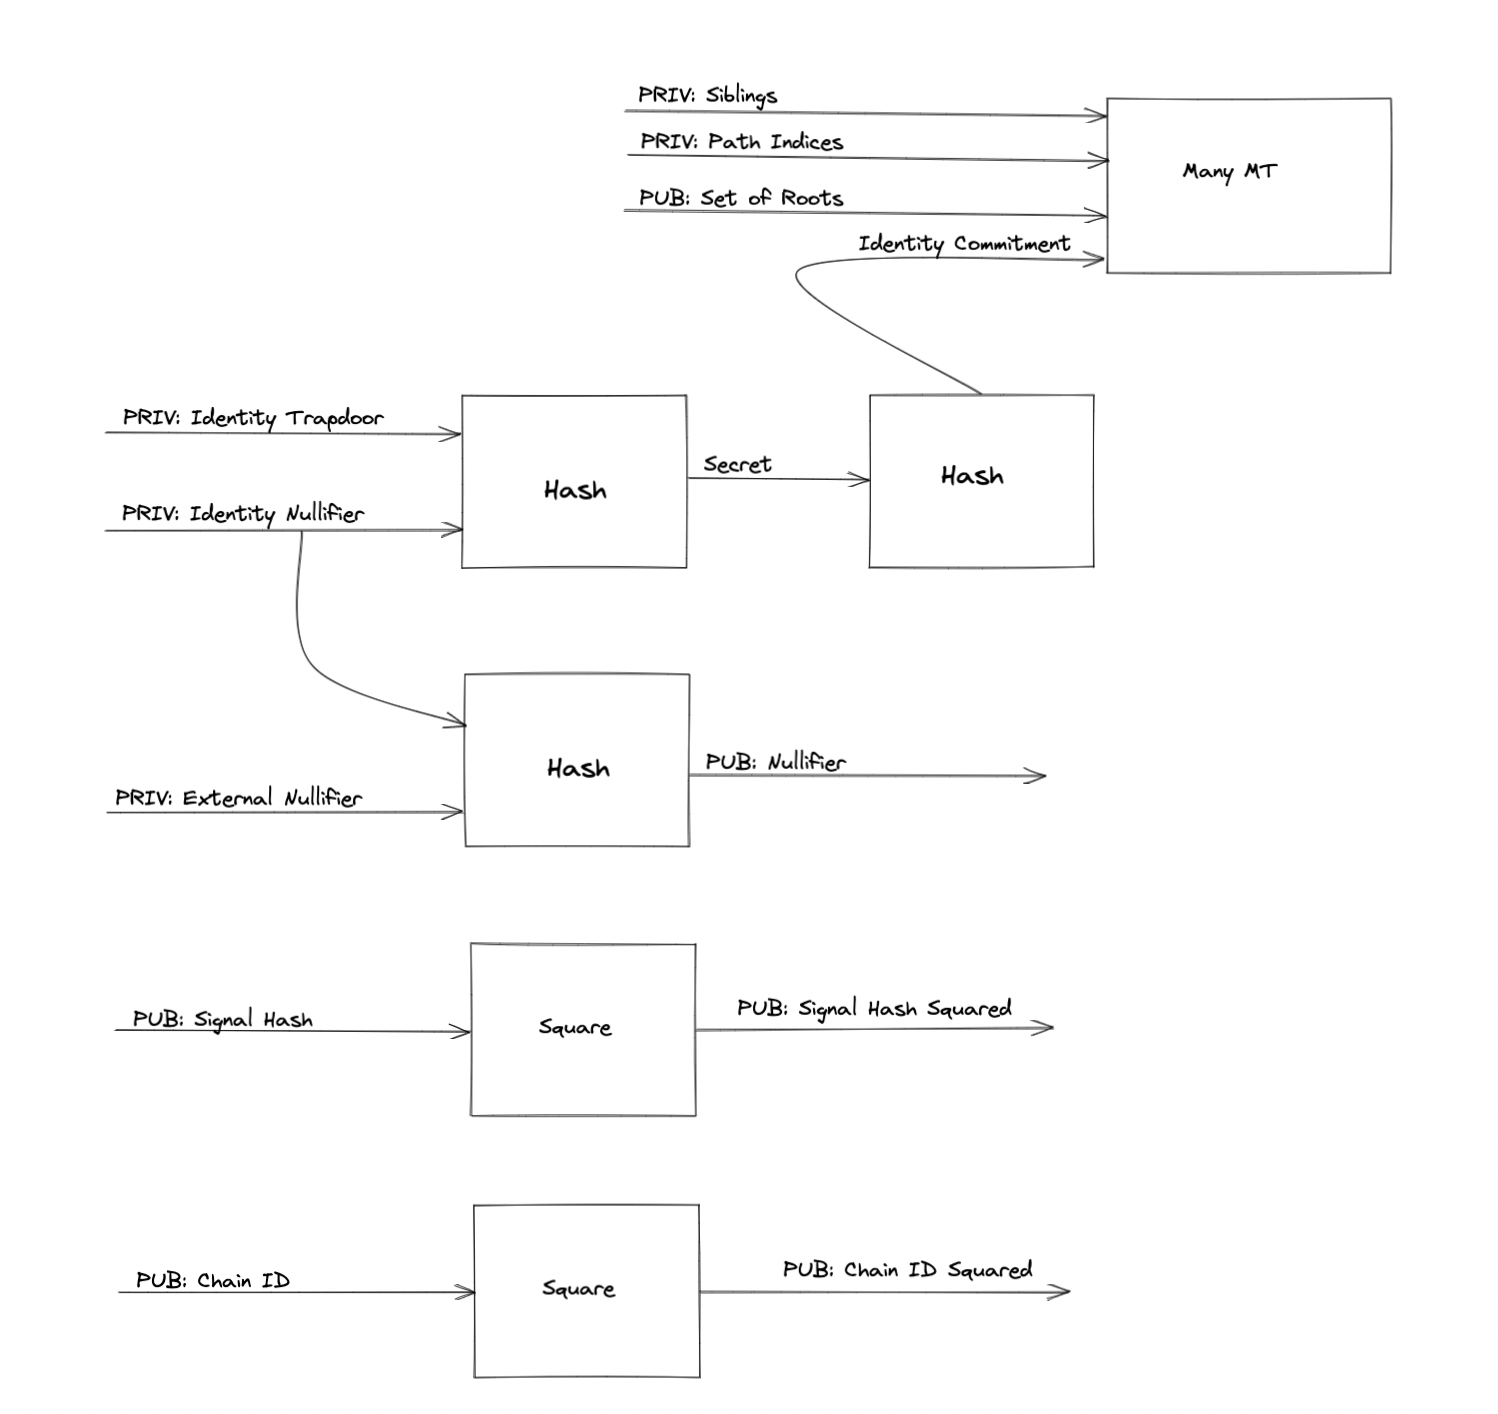 PRIV: Siblings
PRIV: Path Indices
Many MT
PUB: Set of Roots
Identity Commitment
PRIV: Identity Trapdoor
Hash
Secret
Hash
PRIV: Identity Nullifier
Hash
PUB: Nullifier
PRIV: External Nullifier
PUB: Signal Hash
Square
PUB: Signal Hash Squared
PUB: Chain ID
Square
PUB: Chain ID Squared